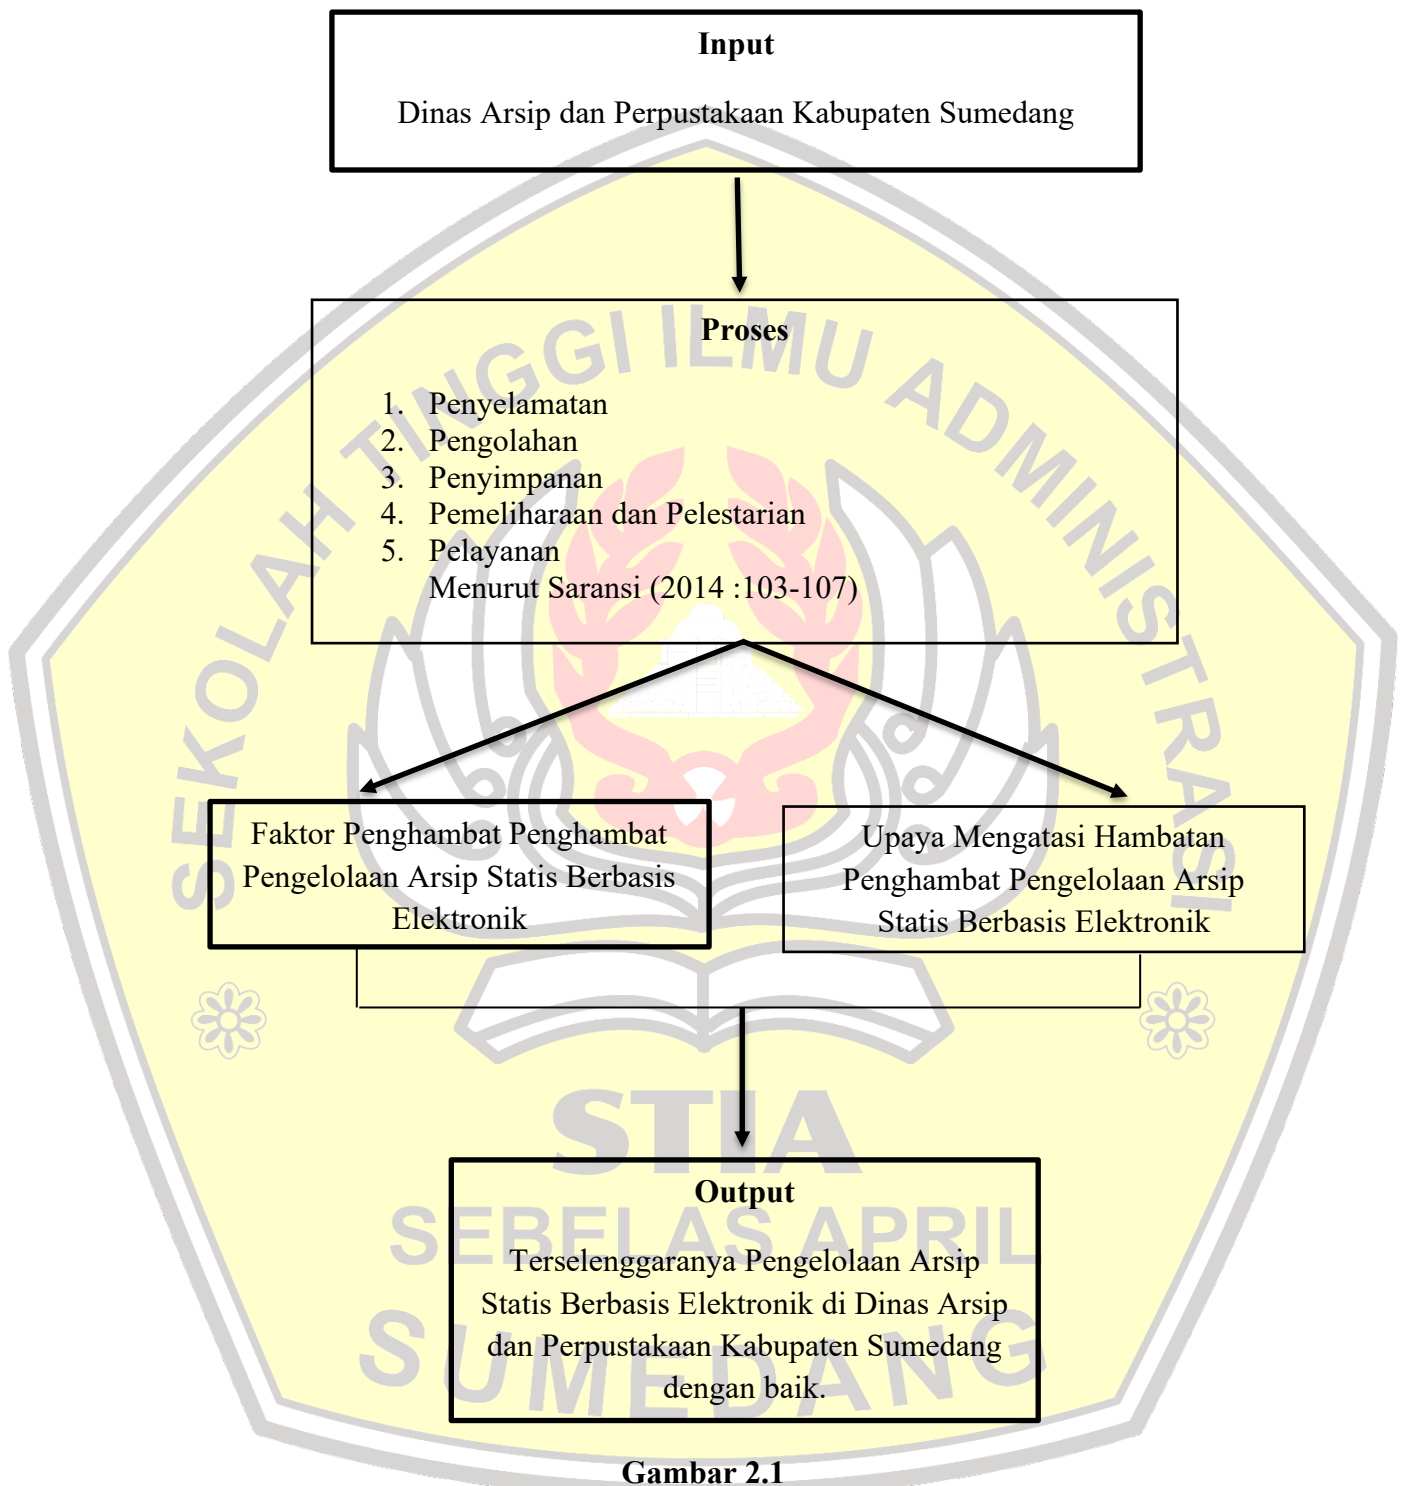 Input
Dinas Arsip dan Perpustakaan Kabupaten Sumedang
Proses
1. Penyelamatan
2. Pengolahan
3. Penyimpanan
4. Pemeliharaan dan Pelestarian
5. Pelayanan
Menurut Saransi (2014 :103-107)
Faktor Penghambat Penghambat
Pengelolaan Arsip Statis Berbasis
Elektronik
Upaya Mengatasi Hambatan
Penghambat Pengelolaan Arsip
Statis Berbasis Elektronik
Output
Terselenggaranya Pengelolaan Arsip
Statis Berbasis Elektronik di Dinas Arsip
dan Perpustakaan Kabupaten Sumedang
dengan baik.
Gambar 2.1
SEKOLAH TINGGI ILMU ADMINISTRASI
STIA
SEBELAS APRIL
SUMEDANG